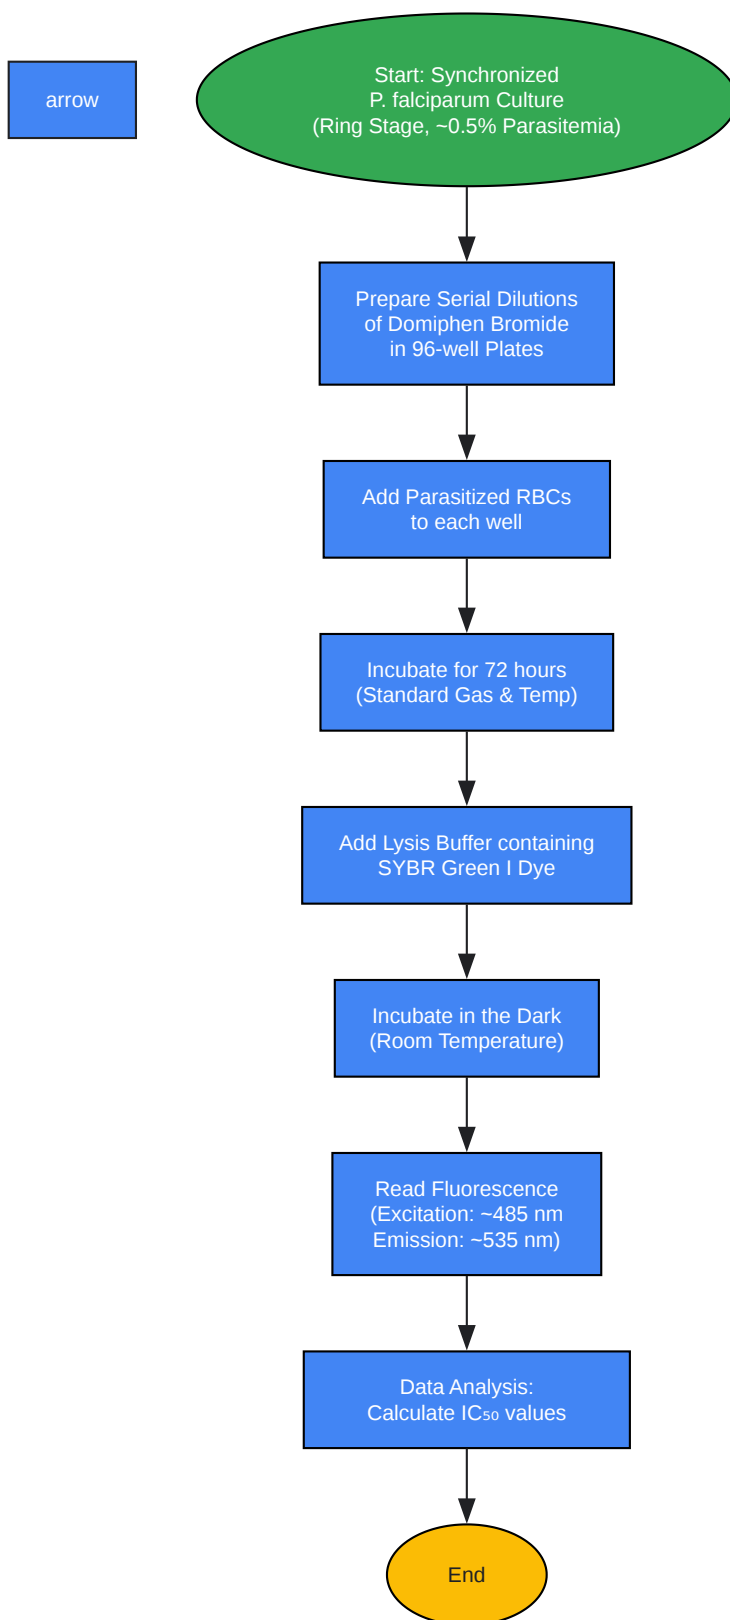 arrow
Start: Synchronized
P. falciparum Culture
(Ring Stage, ~0.5% Parasitemia)
Prepare Serial Dilutions
of Domiphen Bromide
in 96-well Plates
Add Parasitized RBCs
to each well
Incubate for 72 hours
(Standard Gas & Temp)
Add Lysis Buffer containing
SYBR Green I Dye
Incubate in the Dark
(Room Temperature)
Read Fluorescence
(Excitation: ~485 nm
Emission: ~535 nm)
Data Analysis:
Calculate IC₅₀ values
End